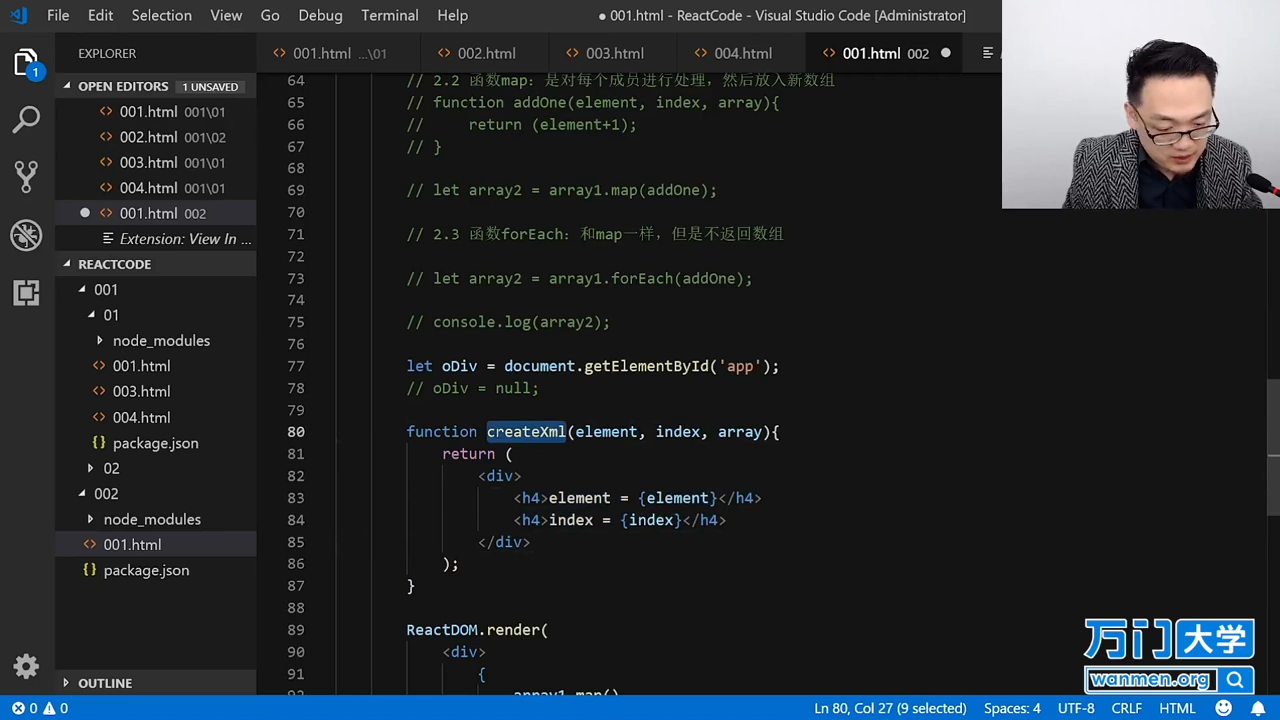 File Edit Selection View Go Debug Terminal Help
● 001.html - ReactCode - Visual Studio Code [Administrator]
EXPLORER
001.html ...\01
002.html
003.html
004.html
001.html 002
1
OPEN EDITORS 1 UNSAVED
001.html 001\01
002.html 001\02
003.html 001\01
004.html 001\01
001.html 002
Extension: View In ...
REACTCODE
001
01
node_modules
001.html
003.html
004.html
package.json
02
002
node_modules
001.html
package.json
OUTLINE
64 // 2.2 函数map: 是对每个成员进行处理，然后放入新数组
65 // function addOne(element, index, array){
66 // return (element+1);
67 // }
68
69 // let array2 = array1.map(addOne);
70
71 // 2.3 函数forEach: 和map一样，但是不返回数组
72
73 // let array2 = array1.forEach(addOne);
74
75 // console.log(array2);
76
77 let oDiv = document.getElementById('app');
78 // oDiv = null;
79
80 function createXml(element, index, array){
81 return (
82 <div>
83 <h4>element = {element}</h4>
84 <h4>index = {index}</h4>
85 </div>
86 );
87 }
88
89 ReactDOM.render(
90 <div>
91 {
92 array1.map()
万门大学
wanmen.org
0 0
Ln 80, Col 27 (9 selected) Spaces: 4 UTF-8 CRLF HTML